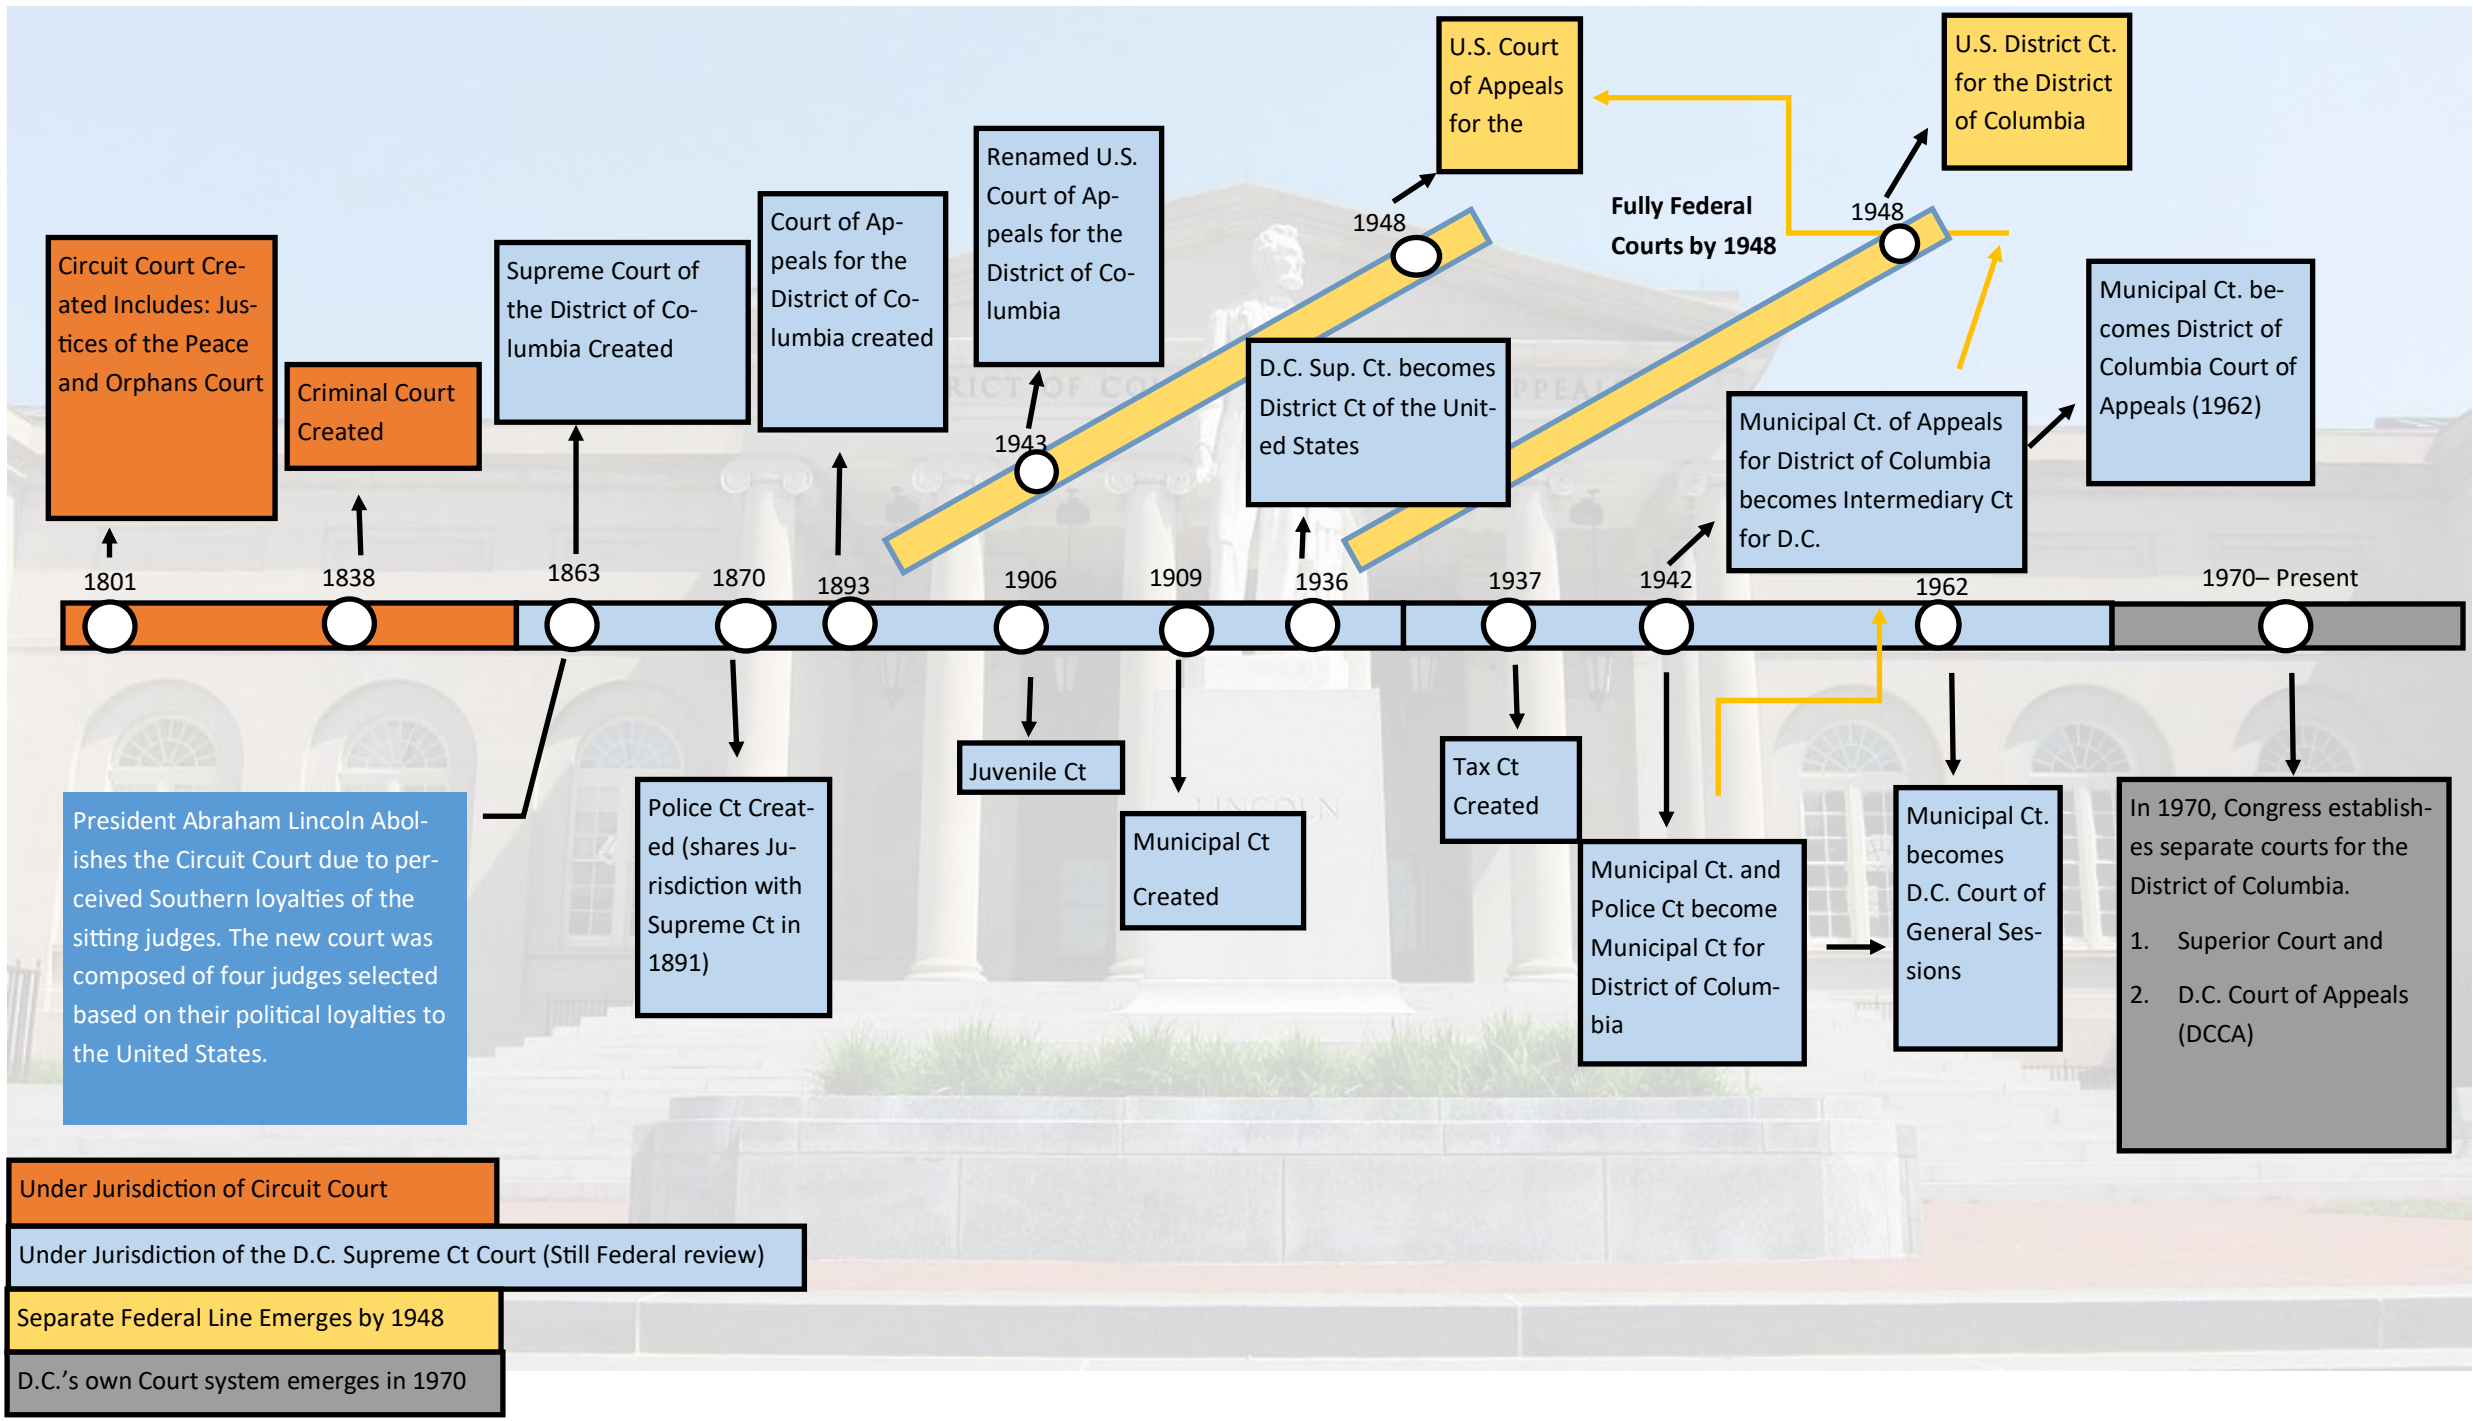 U.S. Court
of Appeals
for the
U.S. District Ct.
for the District
of Columbia
Renamed U.S.
Court of Ap-
peals for the
District of Co-
lumbia
Court of Ap-
peals for the
District of Co-
lumbia created
1948
Fully Federal
Courts by 1948
1948
Circuit Court Cre-
ated Includes: Jus-
tices of the Peace
and Orphans Court
Supreme Court of
the District of Co-
lumbia Created
Municipal Ct. be-
comes District of
Columbia Court of
Appeals (1962)
Criminal Court
Created
D.C. Sup. Ct. becomes
District Ct of the Unit-
ed States
Municipal Ct. of Appeals
for District of Columbia
becomes Intermediary Ct
for D.C.
1943
1801
1838
1863
1870
1893
1906
1909
1936
1937
1942
1962
1970– Present
President Abraham Lincoln Abol-
ishes the Circuit Court due to per-
ceived Southern loyalties of the
sitting judges. The new court was
composed of four judges selected
based on their political loyalties to
the United States.
Police Ct Creat-
ed (shares Ju-
risdiction with
Supreme Ct in
1891)
Juvenile Ct
Municipal Ct
Created
LINCOLN
Tax Ct
Created
Municipal Ct. and
Police Ct become
Municipal Ct for
District of Colum-
bia
Municipal Ct.
becomes
D.C. Court of
General Ses-
sions
In 1970, Congress establish-
es separate courts for the
District of Columbia.
1. Superior Court and
2. D.C. Court of Appeals
(DCCA)
Under Jurisdiction of Circuit Court
Under Jurisdiction of the D.C. Supreme Ct Court (Still Federal review)
Separate Federal Line Emerges by 1948
D.C.’s own Court system emerges in 1970